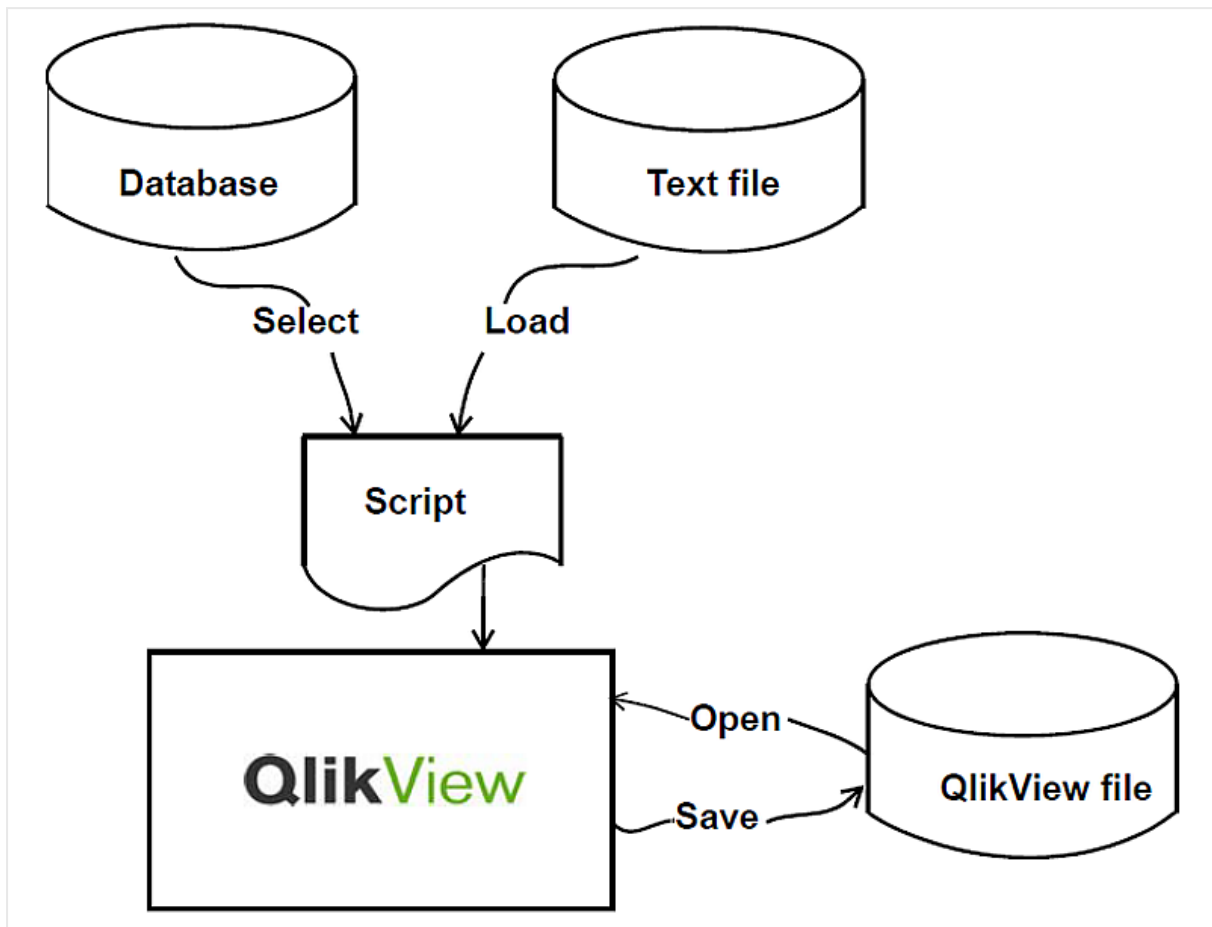 Database
Text file
Select
Load
Script
Open
QlikView
QlikView file
Save